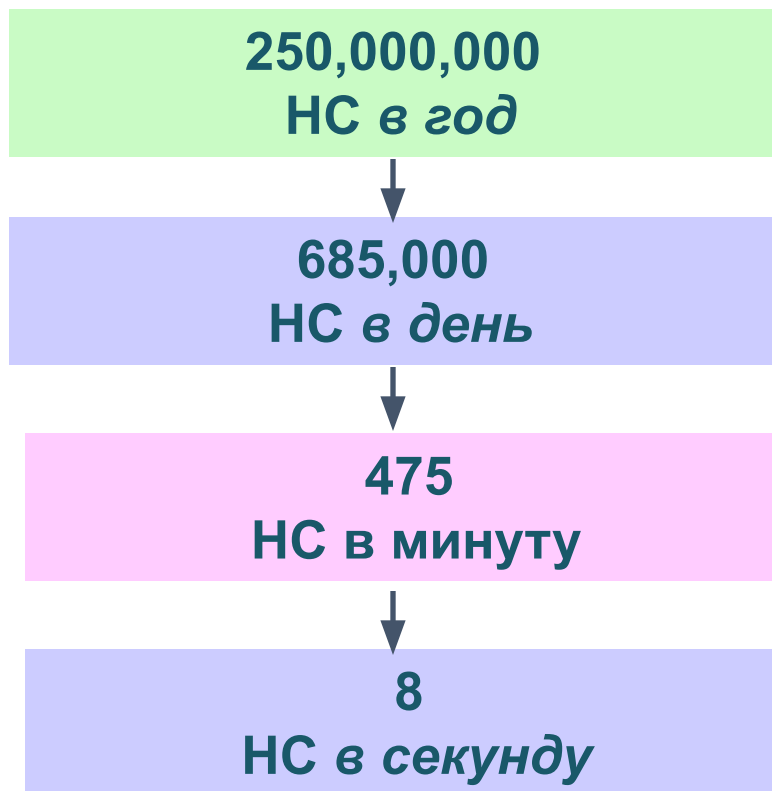 250,000,000
НС в год
685,000
НС в день
475
НС в минуту
8
НС в секунду